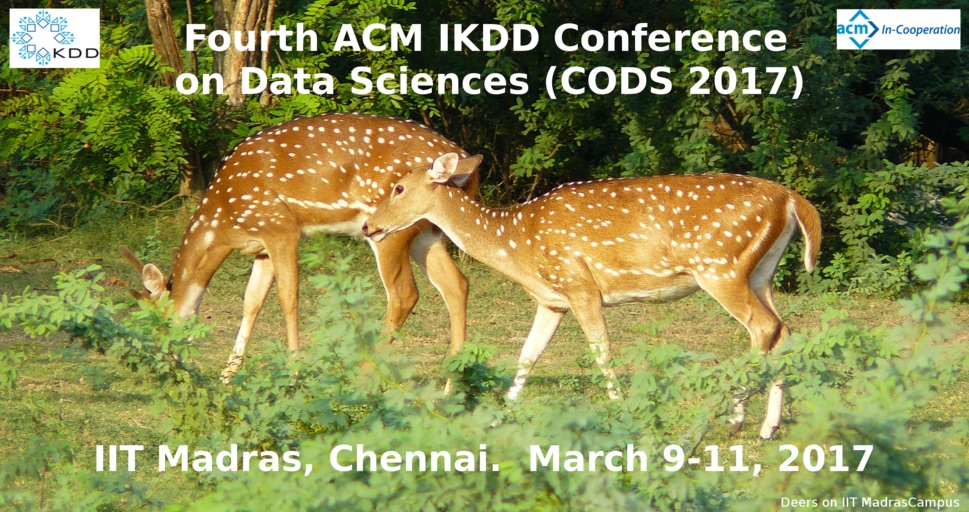 IKDD
acm In-Cooperation
Fourth ACM IKDD Conference
on Data Sciences (CODS 2017)
IIT Madras, Chennai. March 9-11, 2017
Deers on IIT MadrasCampus